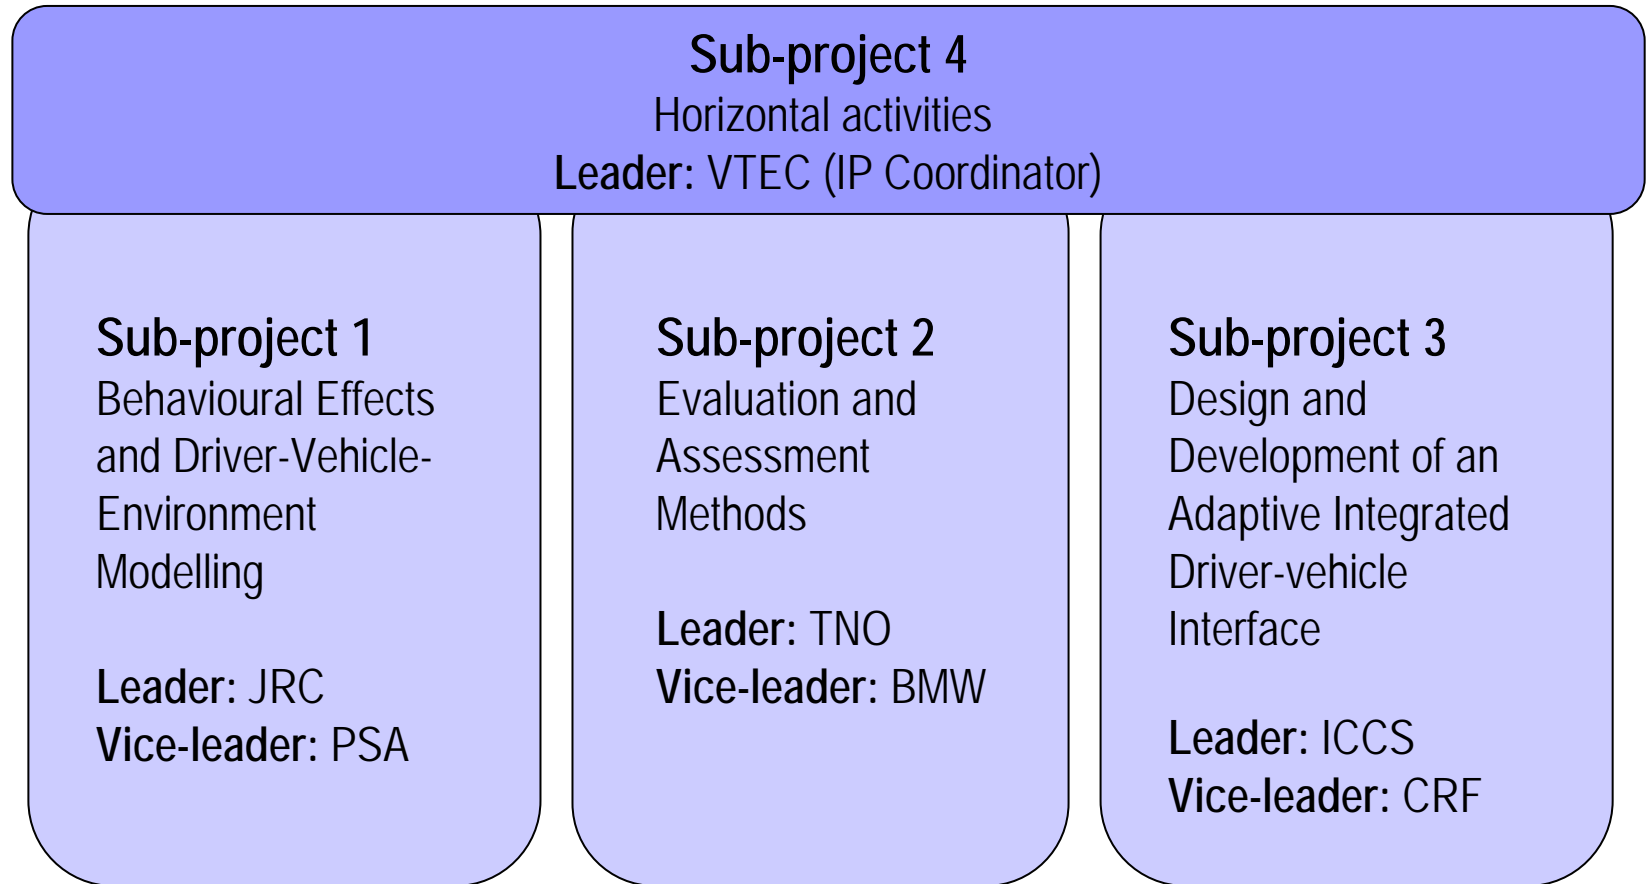 Sub-project 4
Horizontal activities
Leader: VTEC (IP Coordinator)
Sub-project 1
Behavioural Effects
and Driver-Vehicle-
Environment
Modelling
Leader: JRC
Vice-leader: PSA
Sub-project 2
Evaluation and
Assessment
Methods
Leader: TNO
Vice-leader: BMW
Sub-project 3
Design and
Development of an
Adaptive Integrated
Driver-vehicle
Interface
Leader: ICCS
Vice-leader: CRF